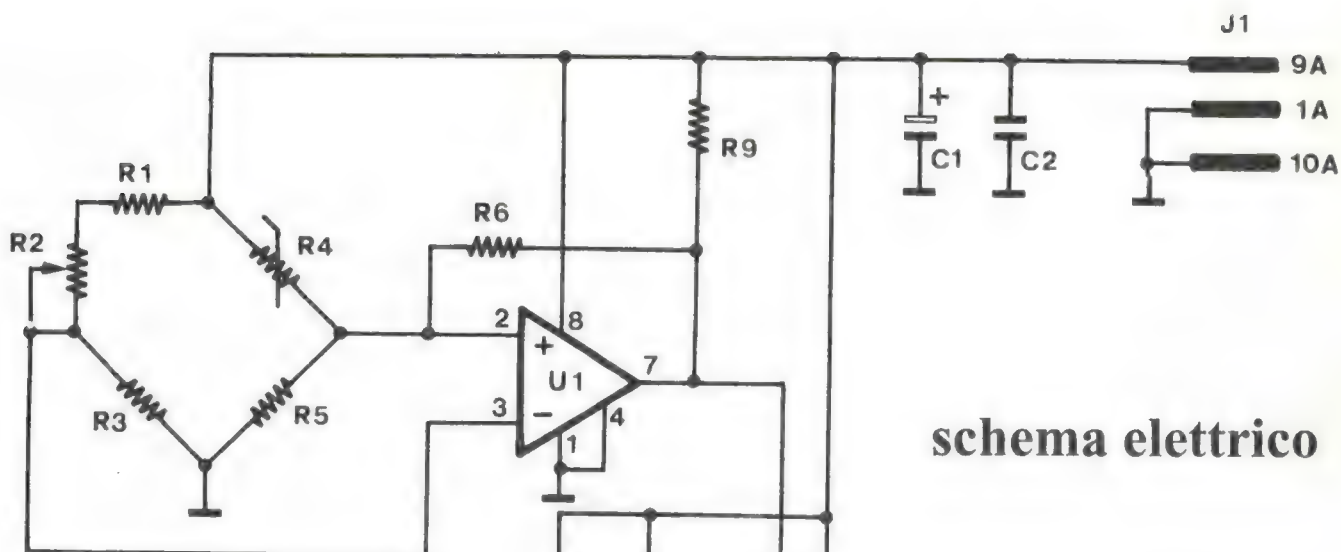 J1
9A
1A
10A
C1
+
C2
R9
R1
R2
R4
R6
2
8
+
U1
7
3
−
4
1
R3
R5
schema elettrico